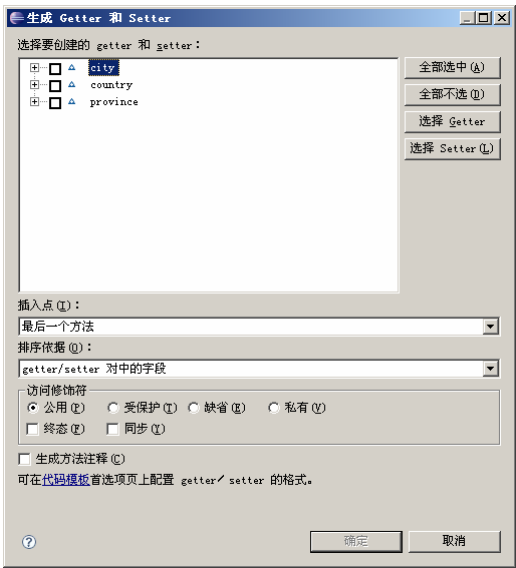 生成 Getter 和 Setter
选择要创建的 getter 和 setter：
city
country
province
全部选中(A)
全部不选(D)
选择 Getter
选择 Setter(L)
插入点(I)：
最后一个方法
排序依据(O)：
getter/setter 对中的字段
访问修饰符
公用(P) 受保护(T) 缺省(E) 私有(V)
终态(F) 同步(Y)
生成方法注释(C)
可在代码模板首选项页上配置 getter／setter 的格式。
确定 取消